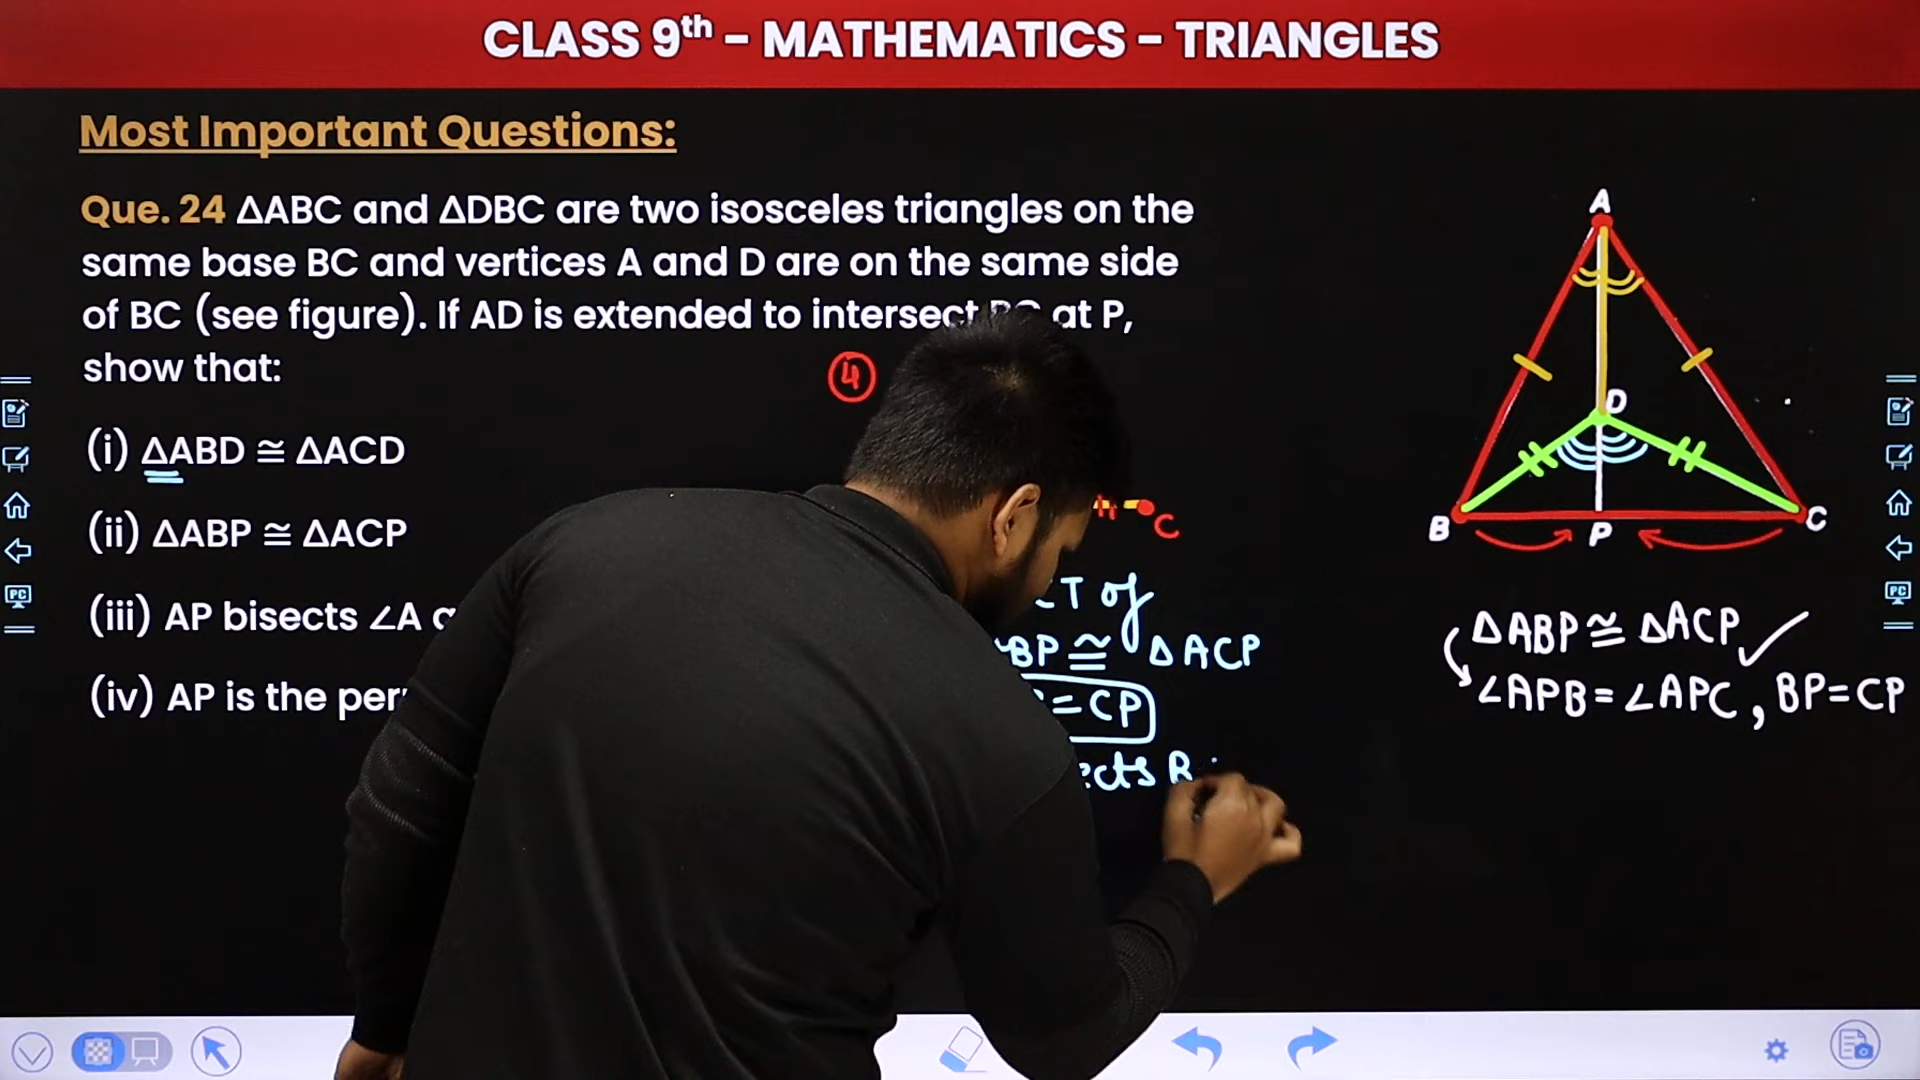 CLASS 9th - MATHEMATICS - TRIANGLES
Most Important Questions:
Que. 24 ΔABC and ΔDBC are two isosceles triangles on the
same base BC and vertices A and D are on the same side
of BC (see figure). If AD is extended to intersect at P,
show that:
(i) ΔABD ≅ ΔACD
(ii) ΔABP ≅ ΔACP
(iii) AP bisects ∠A
(iv) AP is the
4
C
of
BP ≅ ΔACP
= CP
A
D
B
P
C
ΔABP ≅ ΔACP ✓
∠APB = ∠APC, BP = CP
PC
PC